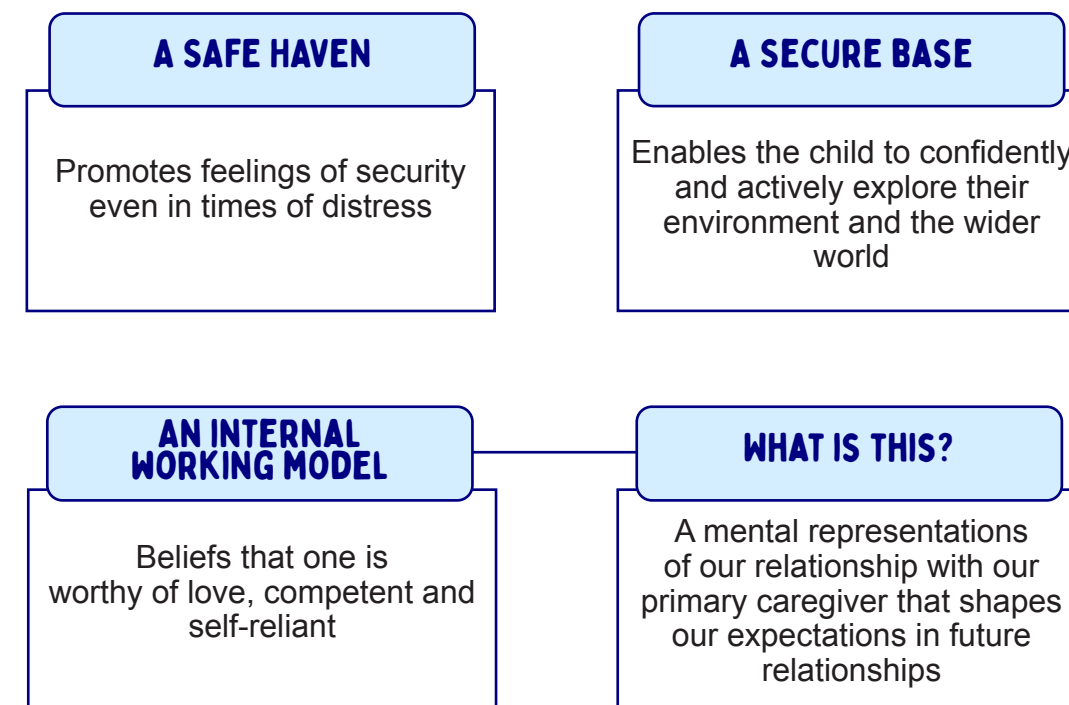 A SAFE HAVEN
Promotes feelings of security
even in times of distress
A SECURE BASE
Enables the child to confidently
and actively explore their
environment and the wider
world
AN INTERNAL
WORKING MODEL
Beliefs that one is
worthy of love, competent and
self-reliant
WHAT IS THIS?
A mental representations
of our relationship with our
primary caregiver that shapes
our expectations in future
relationships